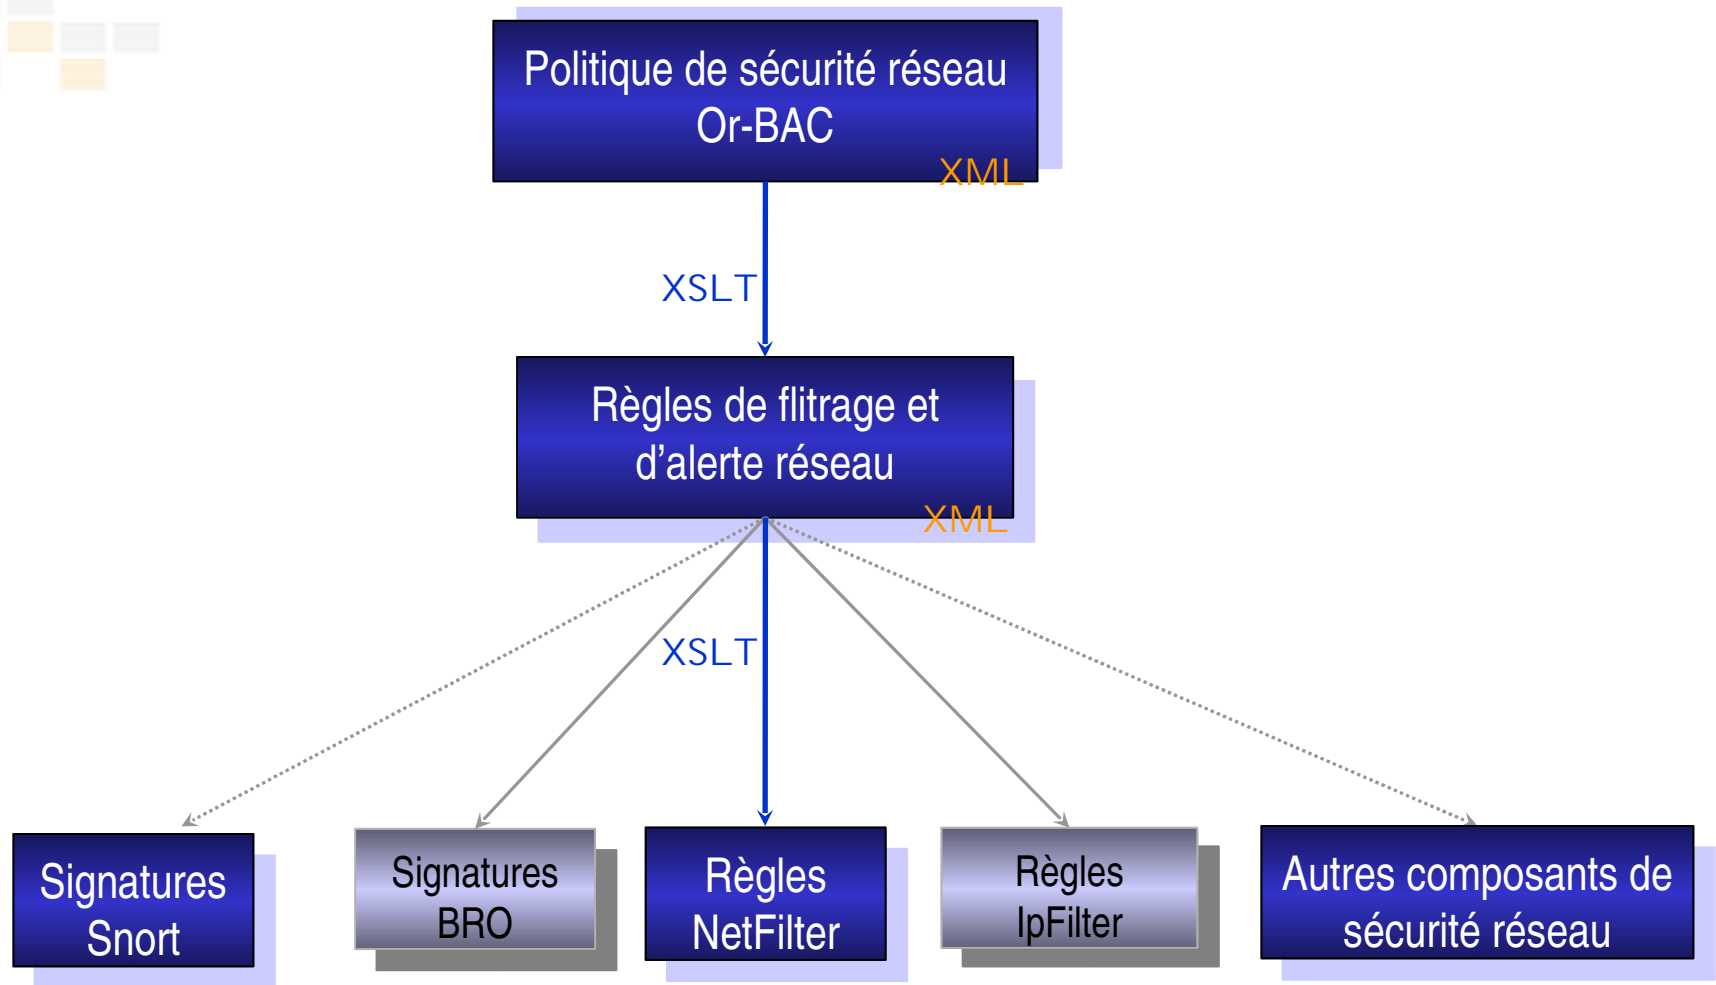 Politique de sécurité réseau
Or-BAC
XML
XSLT
Règles de flitrage et
d’alerte réseau
XML
XSLT
Signatures
Snort
Signatures
BRO
Règles
NetFilter
Règles
IpFilter
Autres composants de
sécurité réseau